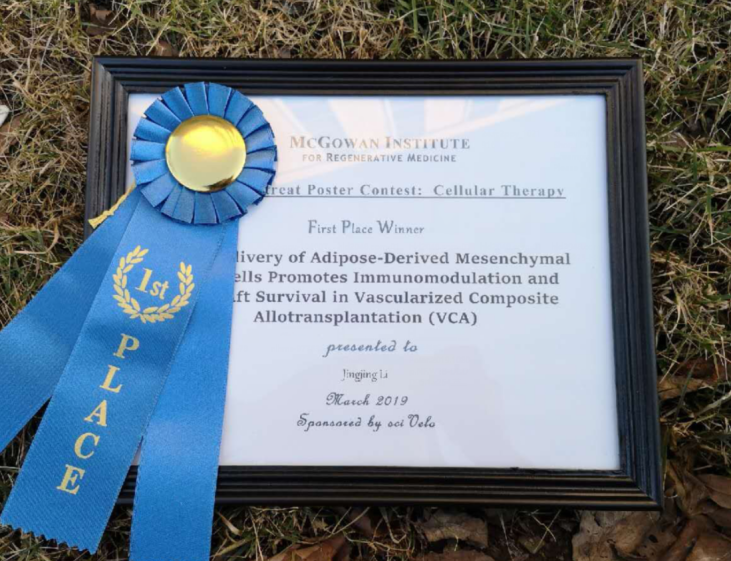 McGowan Institute
for Regenerative Medicine
treat Poster Contest: Cellular Therapy
First Place Winner
livery of Adipose-Derived Mesenchymal
ells Promotes Immunomodulation and
ft Survival in Vascularized Composite
Allotransplantation (VCA)
presented to
Jingjing Li
March 2019
Sponsored by sci Velo
1st
PLACE